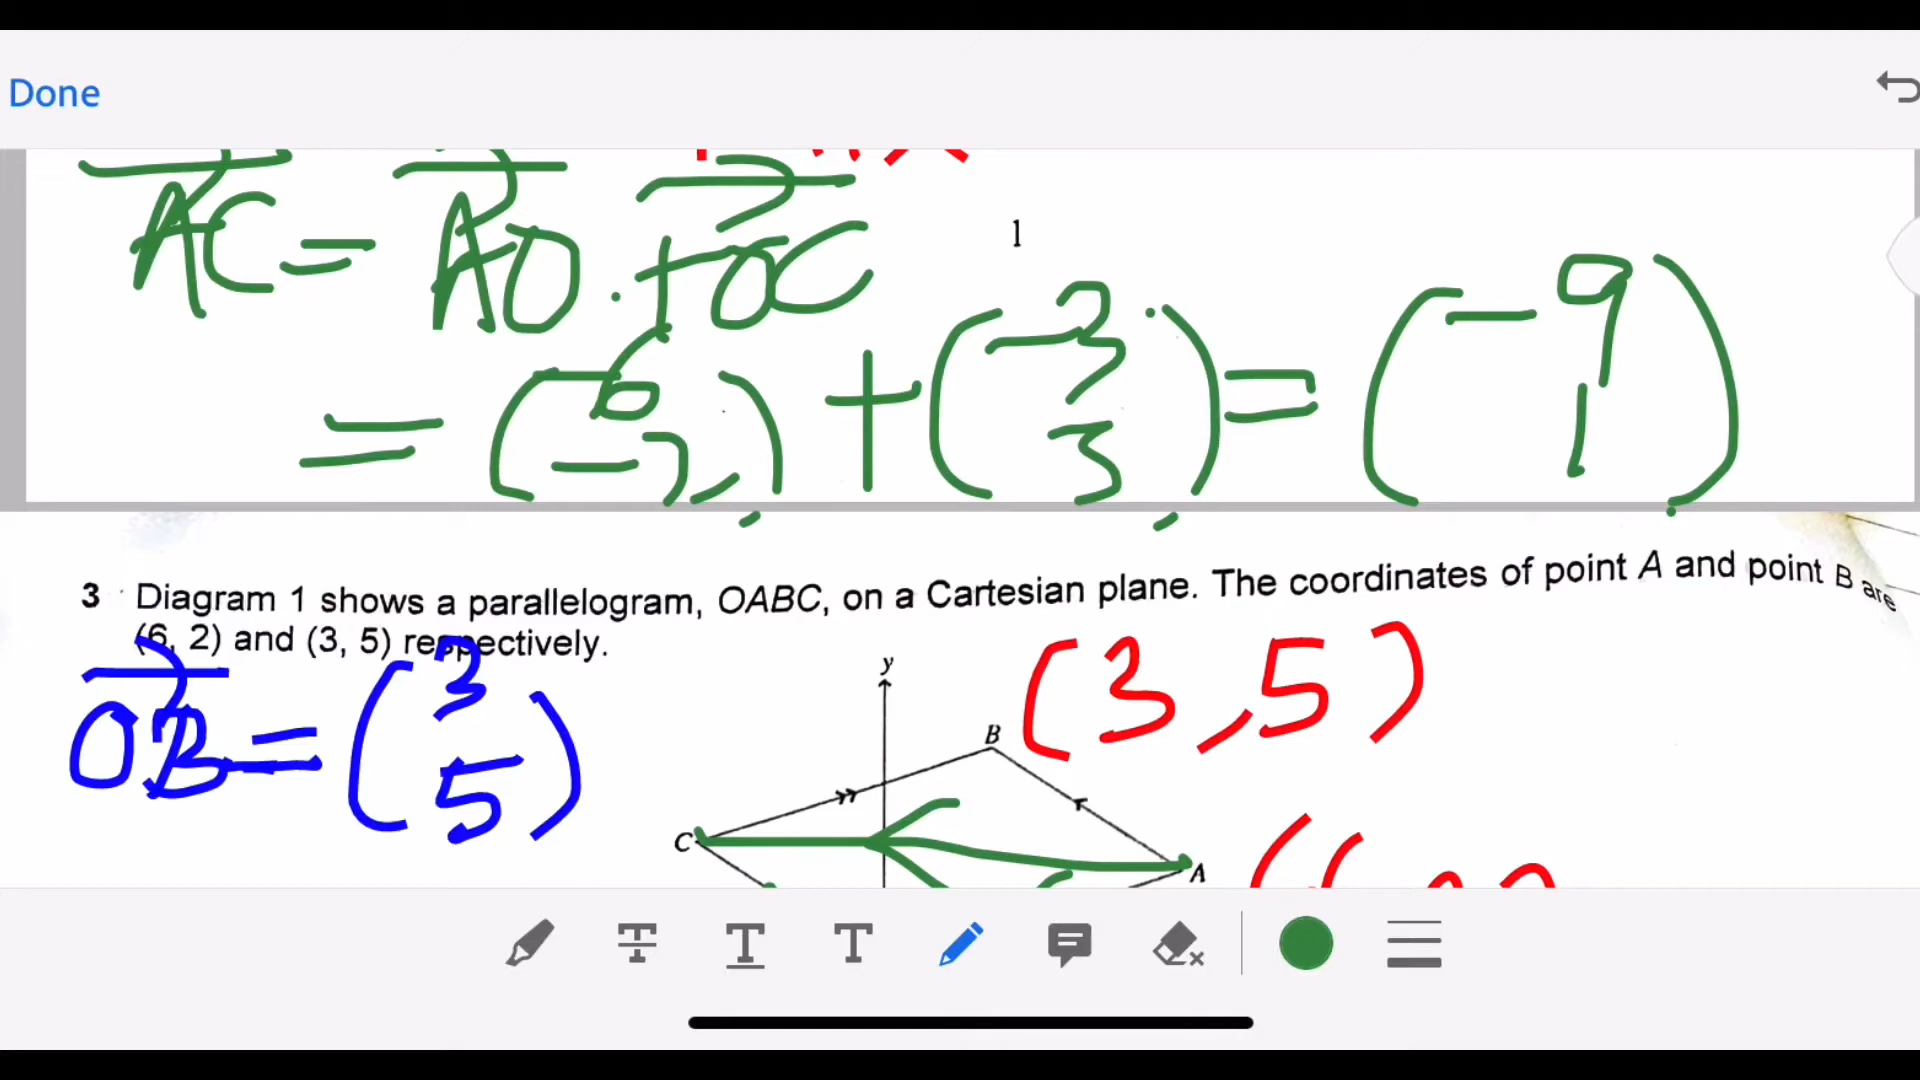 Done
AC = AO + OC
1
= (-6 -2) + (-3 3) = (-9 1)
3 Diagram 1 shows a parallelogram, OABC, on a Cartesian plane. The coordinates of point A and point B are
(6, 2) and (3, 5) respectively.
y
(3, 5)
OB = (3 5)
B
C
A
T T T